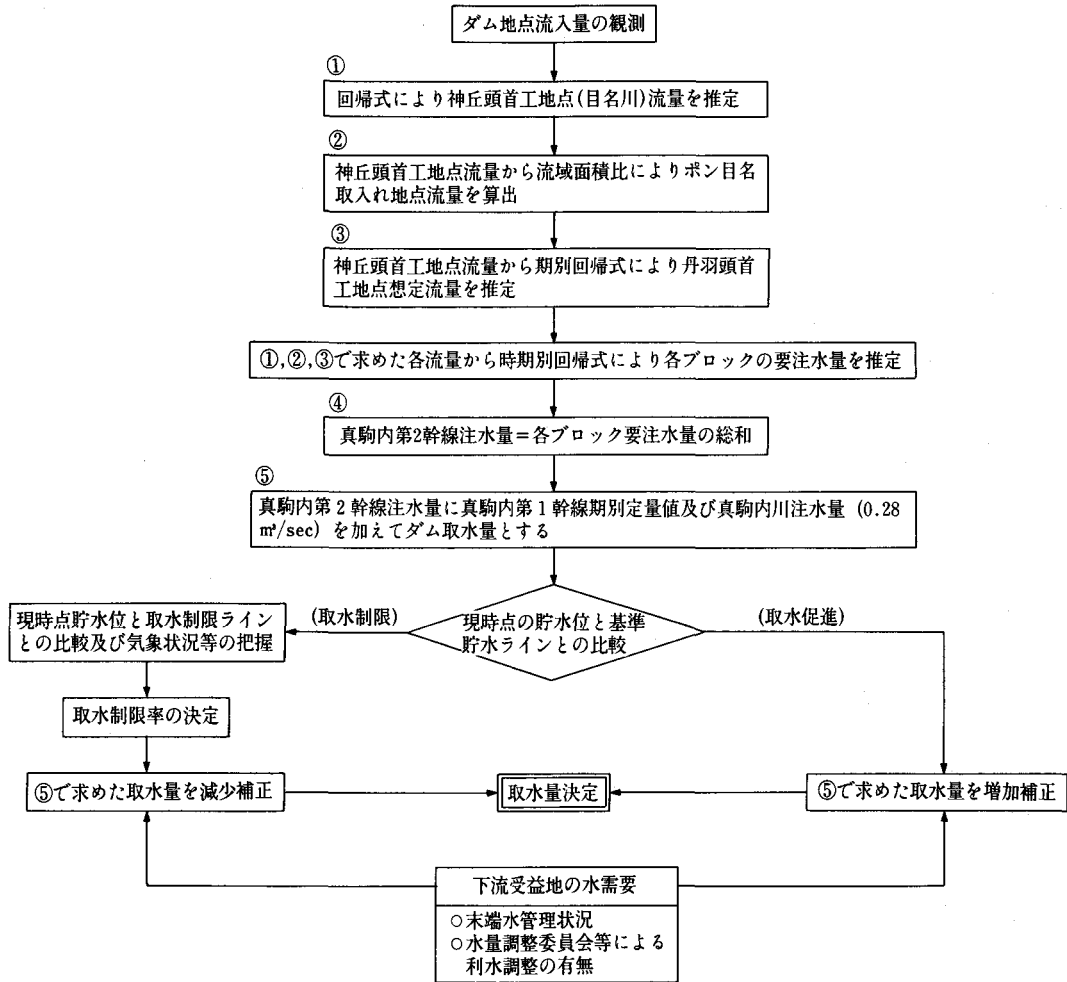 ダム地点流入量の観測
①
回帰式により神丘頭首工地点(目名川)流量を推定
②
神丘頭首工地点流量から流域面積比によりポン目名
取入れ地点流量を算出
③
神丘頭首工地点流量から期別回帰式により丹羽頭首
工地点想定流量を推定
①,②,③で求めた各流量から時期別回帰式により各ブロックの要注水量を推定
④
真駒内第2幹線注水量=各ブロック要注水量の総和
⑤
真駒内第2幹線注水量に真駒内第1幹線期別定量値及び真駒内川注水量 (0.28
㎥/sec) を加えてダム取水量とする
(取水制限)
現時点の貯水位と基準
貯水ラインとの比較
(取水促進)
現時点貯水位と取水制限ライン
との比較及び気象状況等の把握
取水制限率の決定
⑤で求めた取水量を減少補正
取水量決定
⑤で求めた取水量を増加補正
下流受益地の水需要
○末端水管理状況
○水量調整委員会等による
利水調整の有無